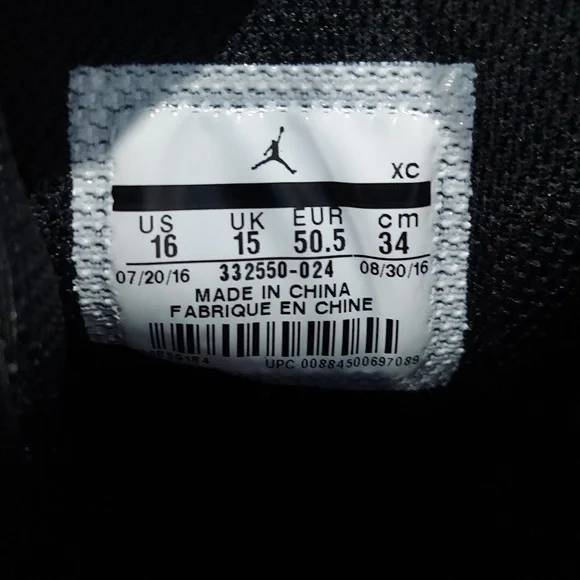 XC
US UK EUR cm
16 15 50.5 34
07/20/16 332550-024 08/30/16
MADE IN CHINA
FABRIQUE EN CHINE
UPC 00884500697089